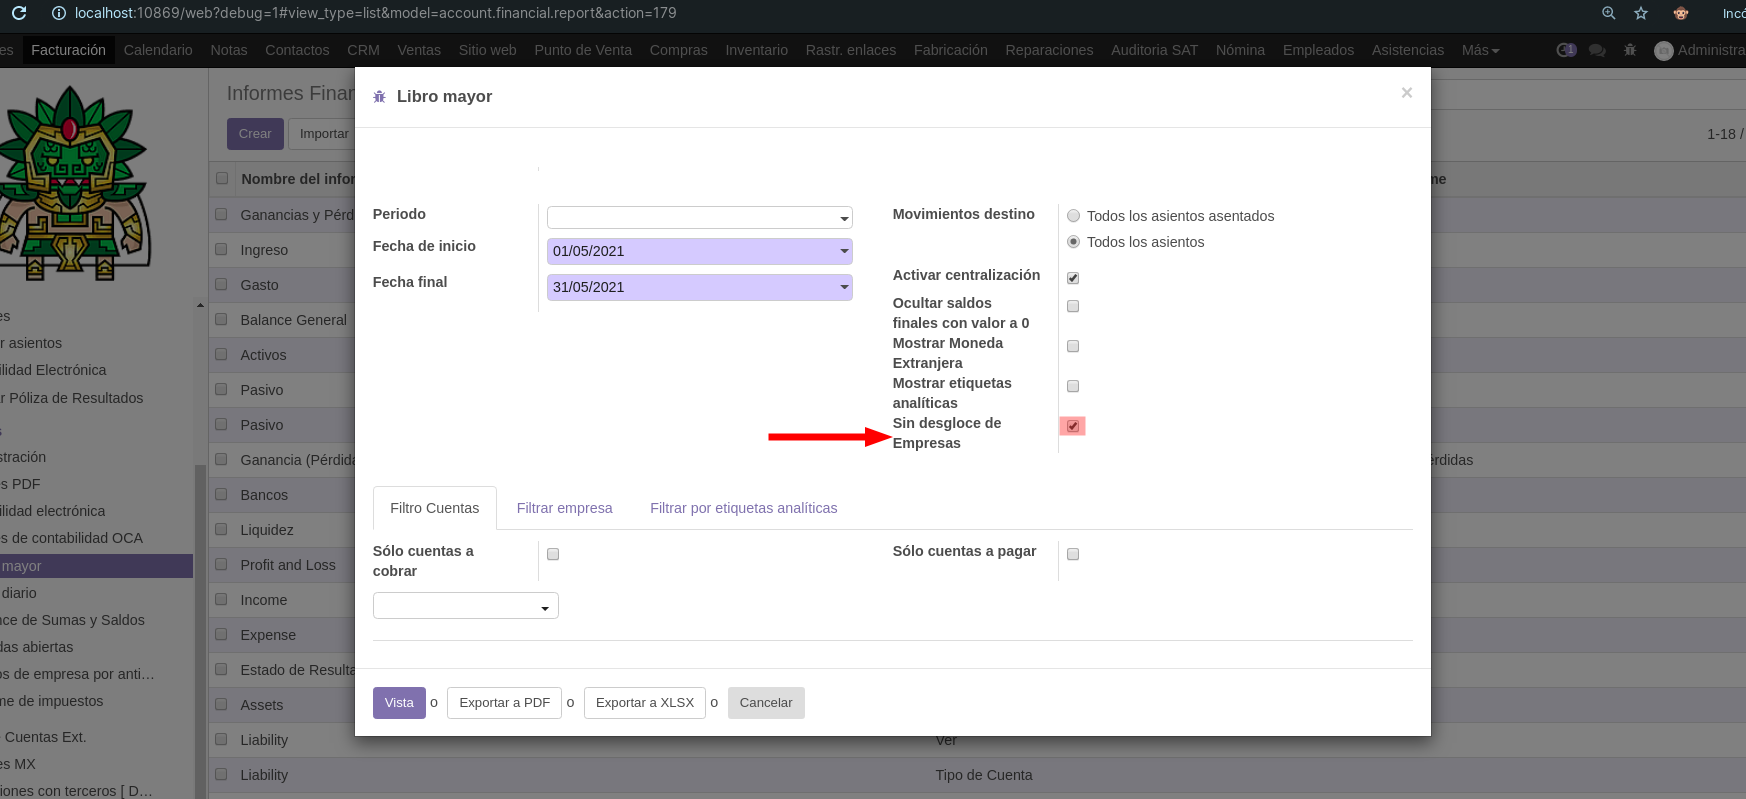 localhost:10869/web?debug=1#view_type=list&model=account.financial.report&action=179
Incó
es Facturación Calendario Notas Contactos CRM Ventas Sitio web Punto de Venta Compras Inventario Rastr. enlaces Fabricación Reparaciones Auditoria SAT Nómina Empleados Asistencias Más 1 Administra
Informes Finan
Libro mayor ×
Crear Importar
1-18 /
Nombre del infor
me
Ganancias y Pérd
Ingreso
Gasto
Balance General
Activos
Pasivo
Pasivo
Ganancia (Pérdida
érdidas
Bancos
Liquidez
Profit and Loss
Income
Expense
Estado de Resulta
Assets
Liability
Ver
Liability
Tipo de Cuenta
es
r asientos
ilidad Electrónica
r Póliza de Resultados
s
stración
s PDF
ilidad electrónica
s de contabilidad OCA
mayor
diario
nce de Sumas y Saldos
das abiertas
os de empresa por anti...
me de impuestos
Cuentas Ext.
es MX
iones con terceros [ D...
Periodo
Fecha de inicio 01/05/2021
Fecha final 31/05/2021
Movimientos destino Todos los asientos asentados
Todos los asientos
Activar centralización
Ocultar saldos
finales con valor a 0
Mostrar Moneda
Extranjera
Mostrar etiquetas
analíticas
Sin desgloce de
Empresas
Filtro Cuentas Filtrar empresa Filtrar por etiquetas analíticas
Sólo cuentas a
cobrar
Sólo cuentas a pagar
Vista o Exportar a PDF o Exportar a XLSX o Cancelar